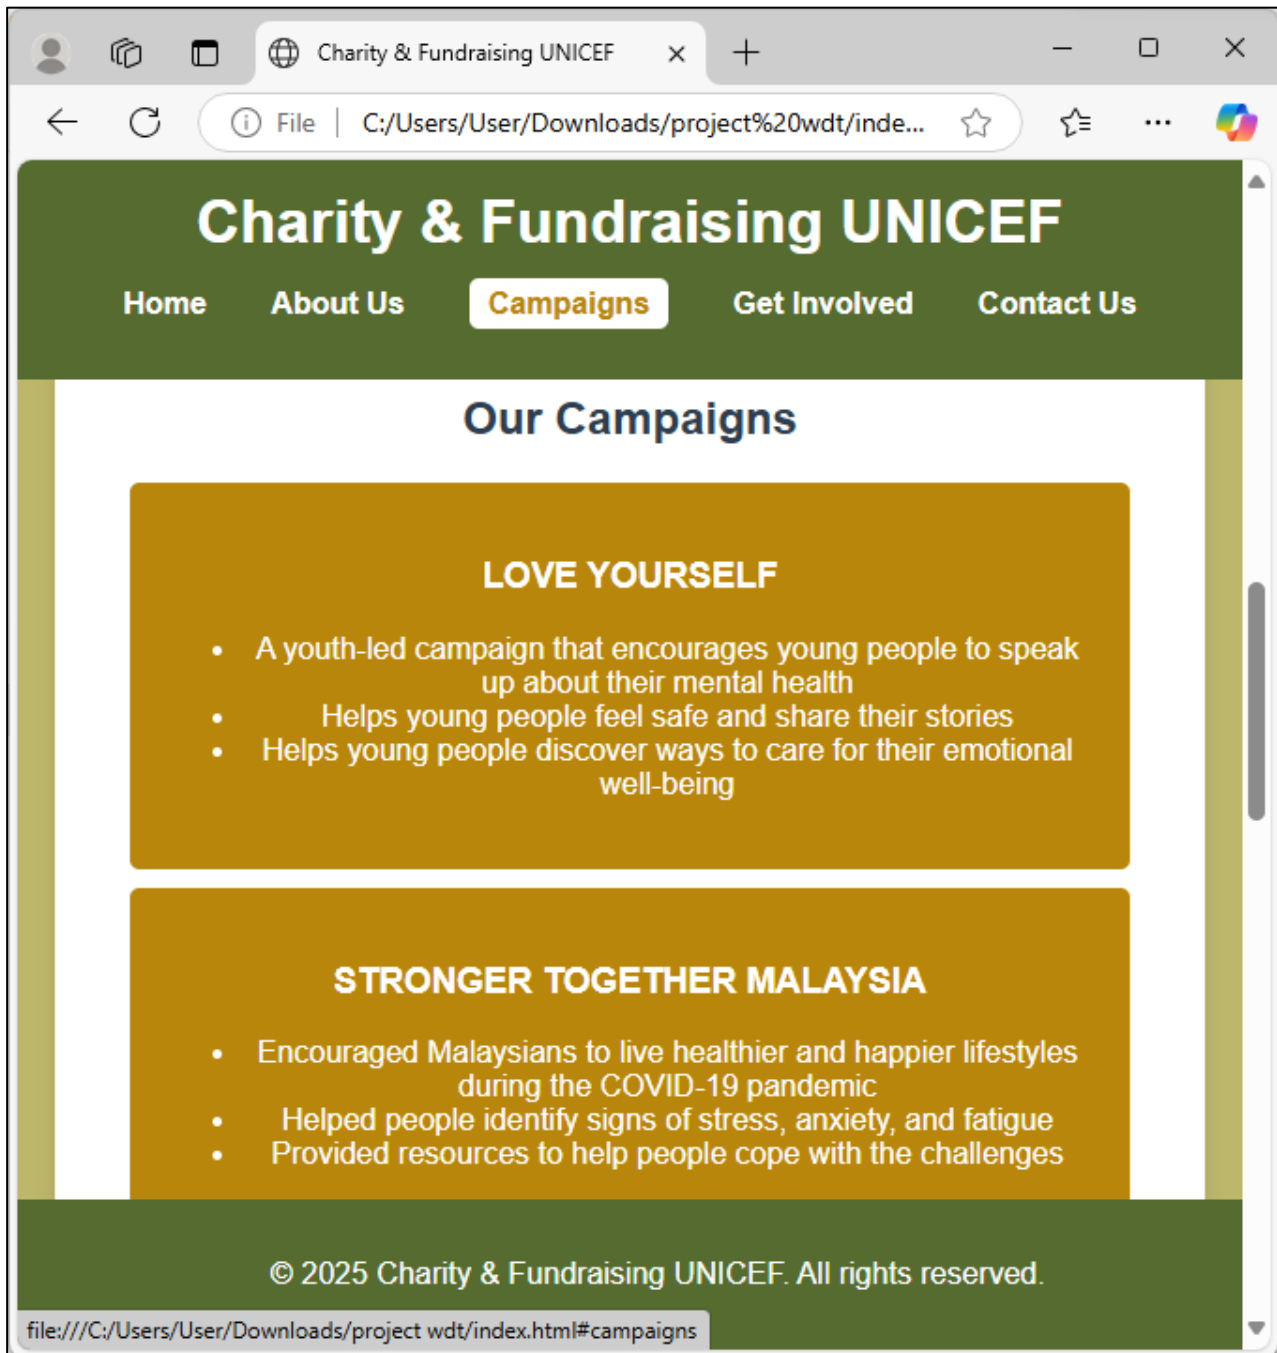 Charity & Fundraising UNICEF
File | C:/Users/User/Downloads/project%20wdt/inde...
Charity & Fundraising UNICEF
Home About Us Campaigns Get Involved Contact Us
Our Campaigns
LOVE YOURSELF
• A youth-led campaign that encourages young people to speak
up about their mental health
• Helps young people feel safe and share their stories
• Helps young people discover ways to care for their emotional
well-being
STRONGER TOGETHER MALAYSIA
• Encouraged Malaysians to live healthier and happier lifestyles
during the COVID-19 pandemic
• Helped people identify signs of stress, anxiety, and fatigue
• Provided resources to help people cope with the challenges
© 2025 Charity & Fundraising UNICEF. All rights reserved.
file:///C:/Users/User/Downloads/project wdt/index.html#campaigns